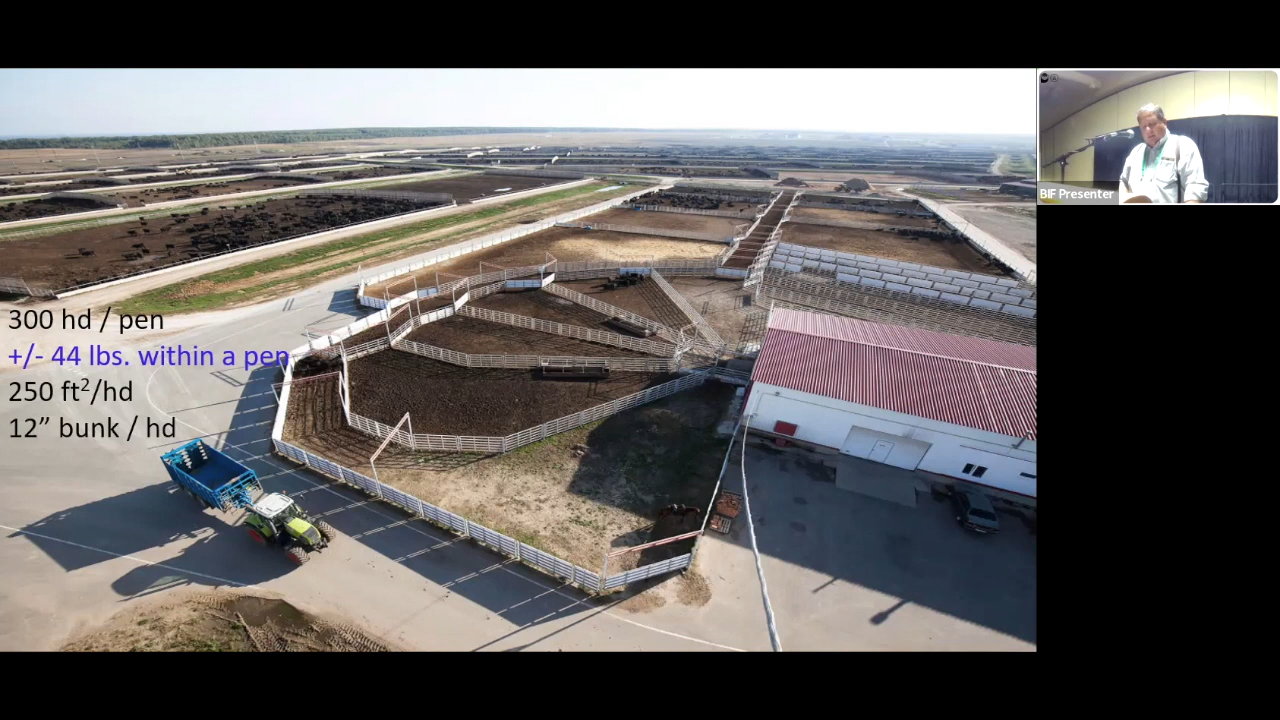 300 hd / pen
+/- 44 lbs. within a pen
250 ft²/hd
12” bunk / hd
BIF Presenter